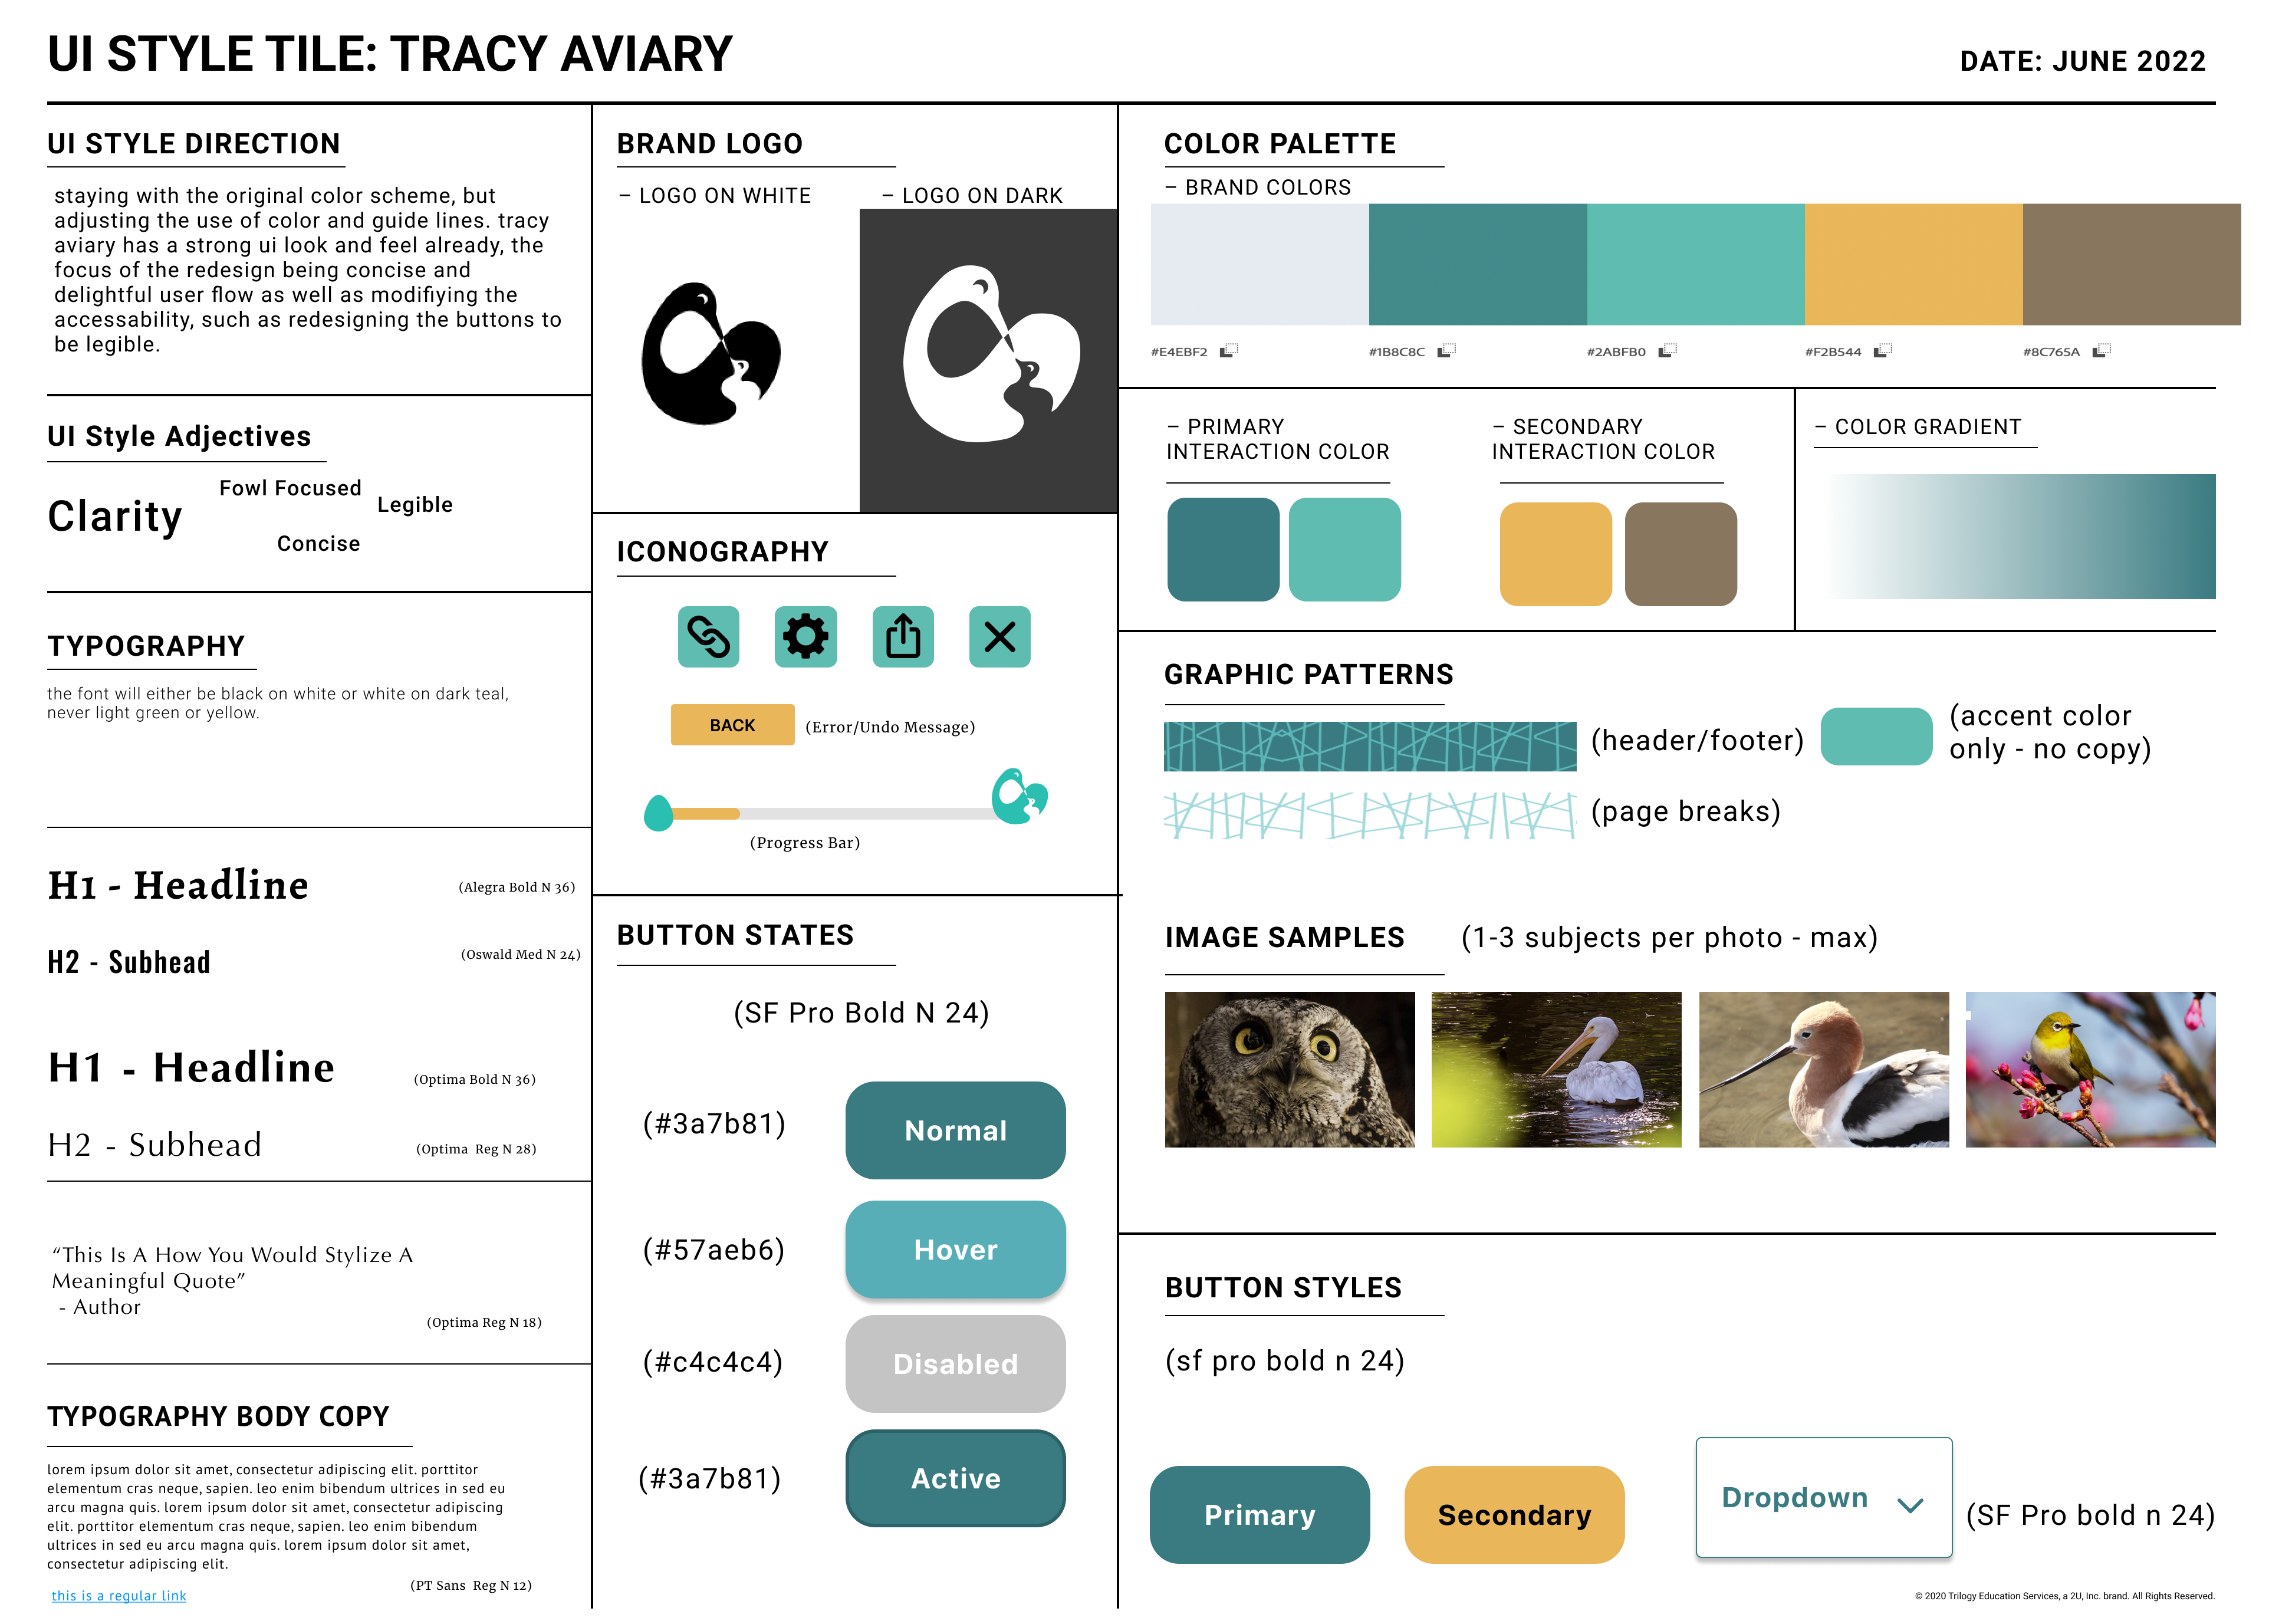 UI STYLE TILE: TRACY AVIARY
DATE: JUNE 2022
UI STYLE DIRECTION
staying with the original color scheme, but
adjusting the use of color and guide lines. tracy
aviary has a strong ui look and feel already, the
focus of the redesign being concise and
delightful user flow as well as modifiying the
accessability, such as redesigning the buttons to
be legible.
UI Style Adjectives
Clarity
Fowl Focused
Legible
Concise
TYPOGRAPHY
the font will either be black on white or white on dark teal,
never light green or yellow.
H1 - Headline
(Alegra Bold N 36)
H2 - Subhead
(Oswald Med N 24)
H1 - Headline
(Optima Bold N 36)
H2 - Subhead
(Optima Reg N 28)
“This Is A How You Would Stylize A
Meaningful Quote”
- Author
(Optima Reg N 18)
TYPOGRAPHY BODY COPY
lorem ipsum dolor sit amet, consectetur adipiscing elit. porttitor
elementum cras neque, sapien. leo enim bibendum ultrices in sed eu
arcu magna quis. lorem ipsum dolor sit amet, consectetur adipiscing
elit. porttitor elementum cras neque, sapien. leo enim bibendum
ultrices in sed eu arcu magna quis. lorem ipsum dolor sit amet,
consectetur adipiscing elit.
(PT Sans Reg N 12)
this is a regular link
BRAND LOGO
– LOGO ON WHITE
– LOGO ON DARK
ICONOGRAPHY
BACK
(Error/Undo Message)
(Progress Bar)
BUTTON STATES
(SF Pro Bold N 24)
(#3a7b81)
Normal
(#57aeb6)
Hover
(#c4c4c4)
Disabled
(#3a7b81)
Active
COLOR PALETTE
– BRAND COLORS
#E4EBF2
#1B8C8C
#2ABFB0
#F2B544
#8C765A
– PRIMARY
INTERACTION COLOR
– SECONDARY
INTERACTION COLOR
– COLOR GRADIENT
GRAPHIC PATTERNS
(header/footer)
(accent color
only - no copy)
(page breaks)
IMAGE SAMPLES
(1-3 subjects per photo - max)
BUTTON STYLES
(sf pro bold n 24)
Primary
Secondary
Dropdown
(SF Pro bold n 24)
© 2020 Trilogy Education Services, a 2U, Inc. brand. All Rights Reserved.